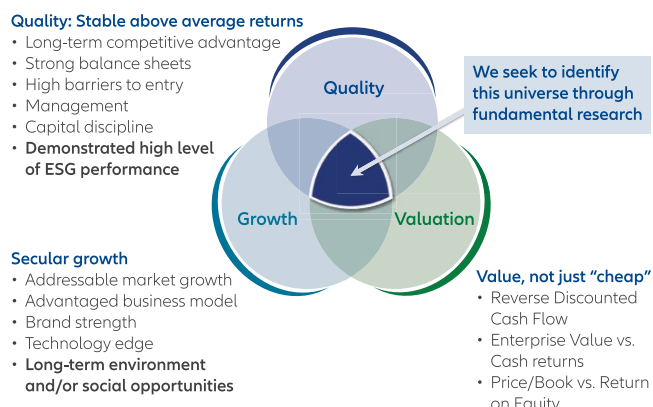 Quality: Stable above average returns
• Long-term competitive advantage
• Strong balance sheets
• High barriers to entry
• Management
• Capital discipline
• Demonstrated high level
of ESG performance
Quality
We seek to identify
this universe through
fundamental research
Growth
Valuation
Secular growth
• Addressable market growth
• Advantaged business model
• Brand strength
• Technology edge
• Long-term environment
and/or social opportunities
Value, not just “cheap”
• Reverse Discounted
Cash Flow
• Enterprise Value vs.
Cash returns
• Price/Book vs. Return
on Equity